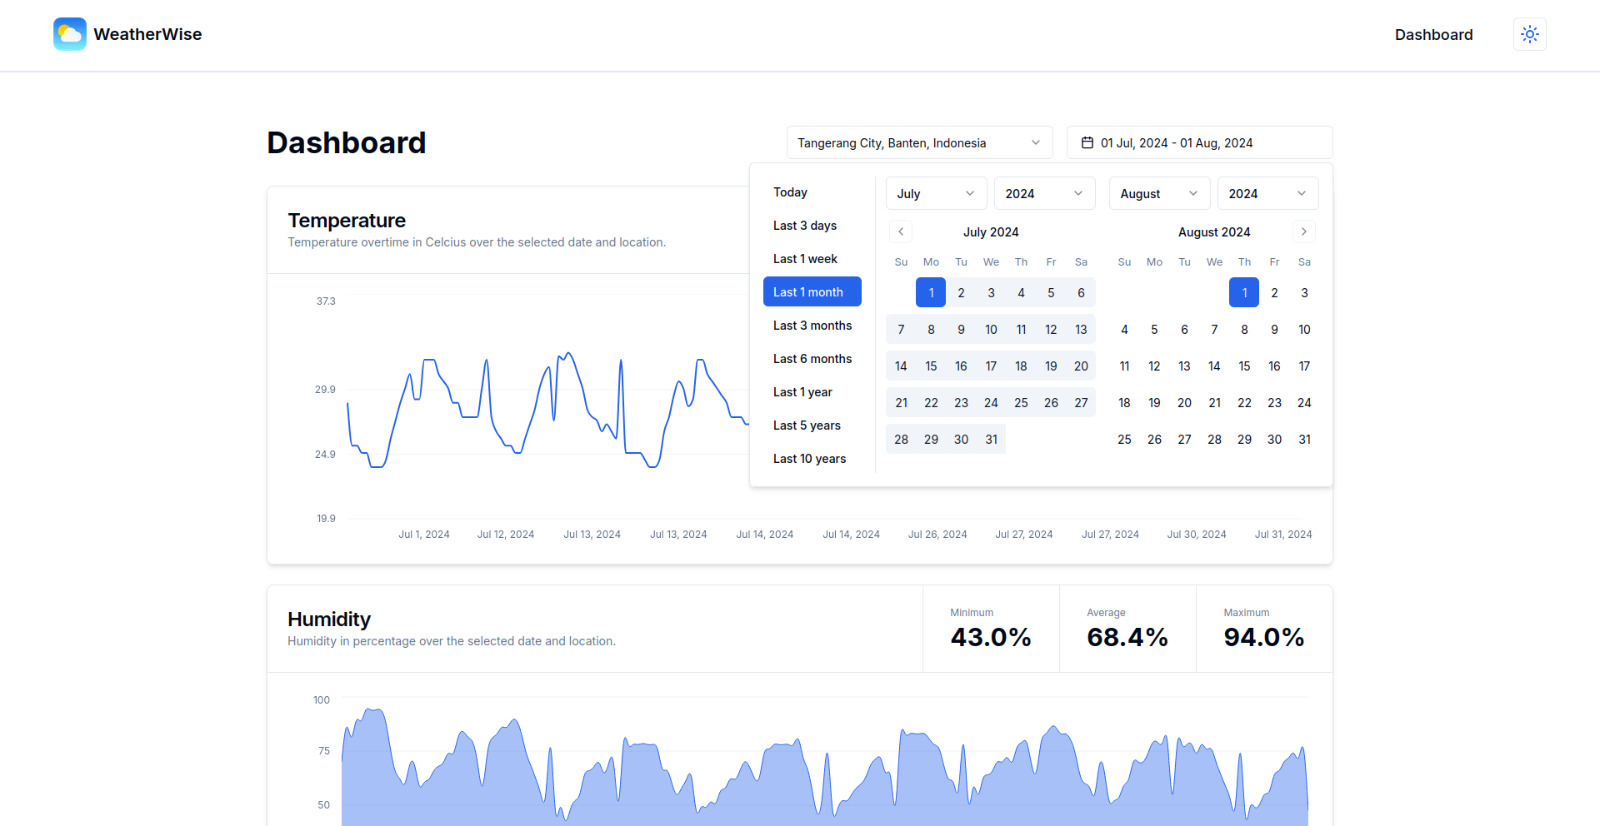 WeatherWise
Dashboard
Dashboard
Tangerang City, Banten, Indonesia
01 Jul, 2024 - 01 Aug, 2024
Temperature
Temperature overtime in Celcius over the selected date and location.
37.3
29.9
24.9
19.9
Jul 1, 2024 Jul 12, 2024 Jul 13, 2024 Jul 13, 2024 Jul 14, 2024 Jul 14, 2024 Jul 26, 2024 Jul 27, 2024 Jul 27, 2024 Jul 30, 2024 Jul 31, 2024
Today
Last 3 days
Last 1 week
Last 1 month
Last 3 months
Last 6 months
Last 1 year
Last 5 years
Last 10 years
July 2024 August 2024
July 2024
Su Mo Tu We Th Fr Sa
1 2 3 4 5 6
7 8 9 10 11 12 13
14 15 16 17 18 19 20
21 22 23 24 25 26 27
28 29 30 31
August 2024
Su Mo Tu We Th Fr Sa
1 2 3
4 5 6 7 8 9 10
11 12 13 14 15 16 17
18 19 20 21 22 23 24
25 26 27 28 29 30 31
Humidity
Humidity in percentage over the selected date and location.
Minimum
43.0%
Average
68.4%
Maximum
94.0%
100
75
50